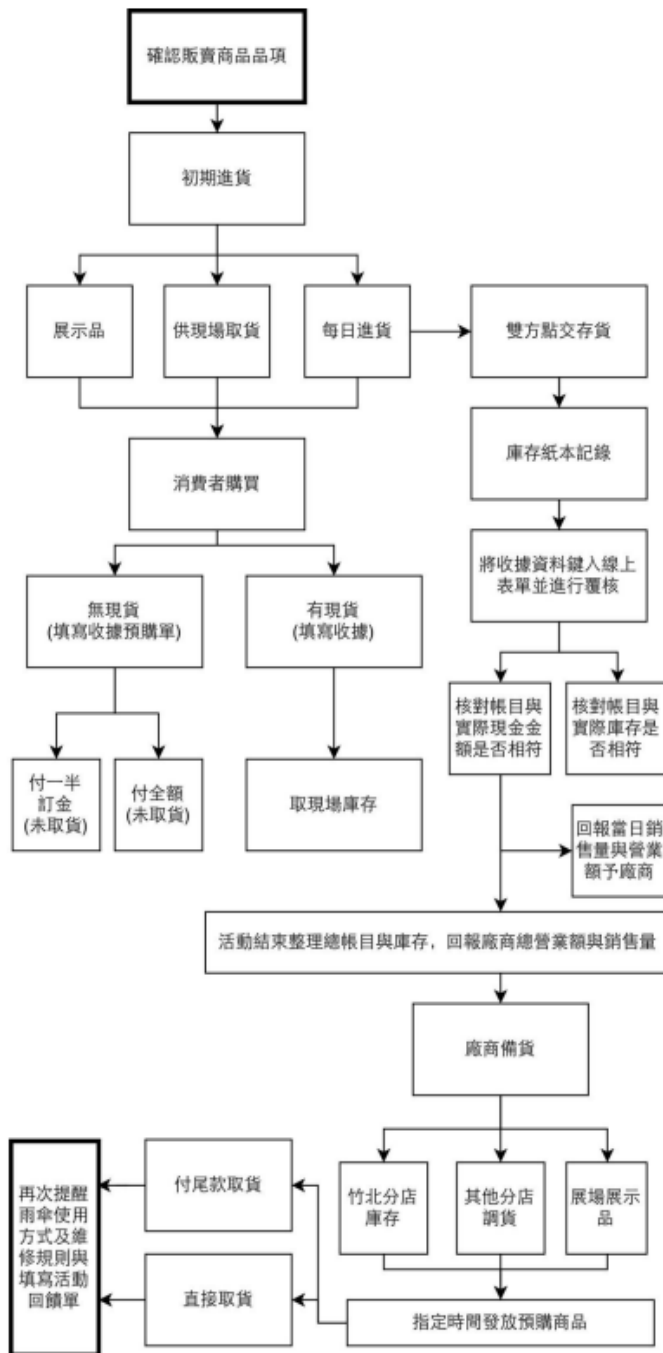 確認販賣商品品項
初期進貨
展示品
供現場取貨
每日進貨
雙方點交存貨
庫存紙本記錄
消費者購買
將收據資料鍵入線上
表單並進行覆核
無現貨
(填寫收據預購單)
有現貨
(填寫收據)
核對帳目與
實際現金金
額是否相符
核對帳目與
實際庫存是
否相符
付一半
訂金
(未取貨)
付全額
(未取貨)
取現場庫存
回報當日銷
售量與營業
額予廠商
活動結束整理總帳目與庫存，回報廠商總營業額與銷售量
廠商備貨
竹北分店
庫存
其他分店
調貨
展場展示
品
付尾款取貨
直接取貨
再次提醒
雨傘使用
方式及維
修規則與
填寫活動
回饋單
指定時間發放預購商品